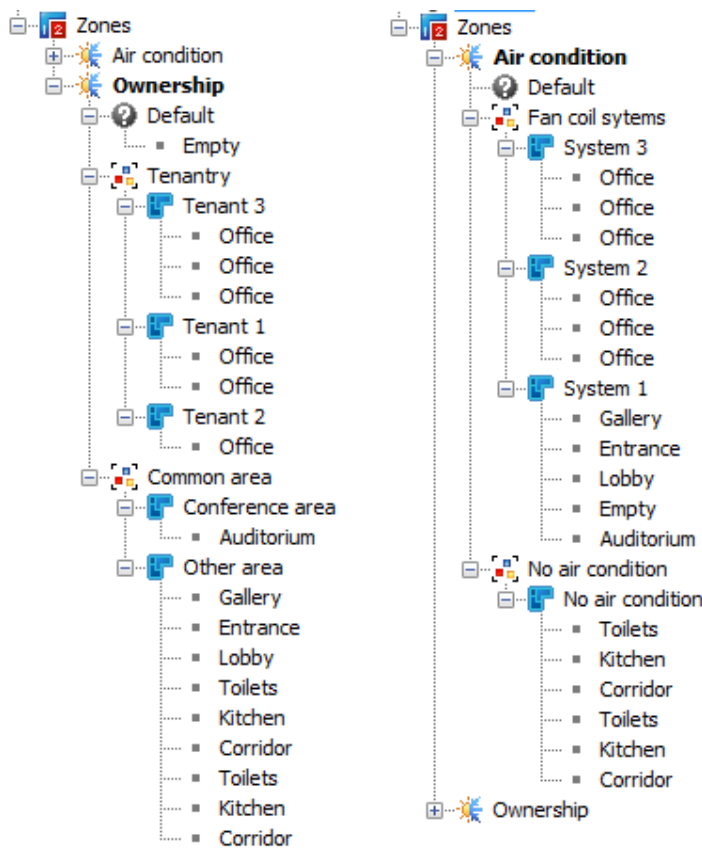 Zones
Air condition
Ownership
Default
Empty
Tenantry
Tenant 3
Office
Office
Office
Tenant 1
Office
Office
Tenant 2
Office
Common area
Conference area
Auditorium
Other area
Gallery
Entrance
Lobby
Toilets
Kitchen
Corridor
Toilets
Kitchen
Corridor
Zones
Air condition
Default
Fan coil sytems
System 3
Office
Office
Office
System 2
Office
Office
Office
System 1
Gallery
Entrance
Lobby
Empty
Auditorium
No air condition
No air condition
Toilets
Kitchen
Corridor
Toilets
Kitchen
Corridor
Ownership